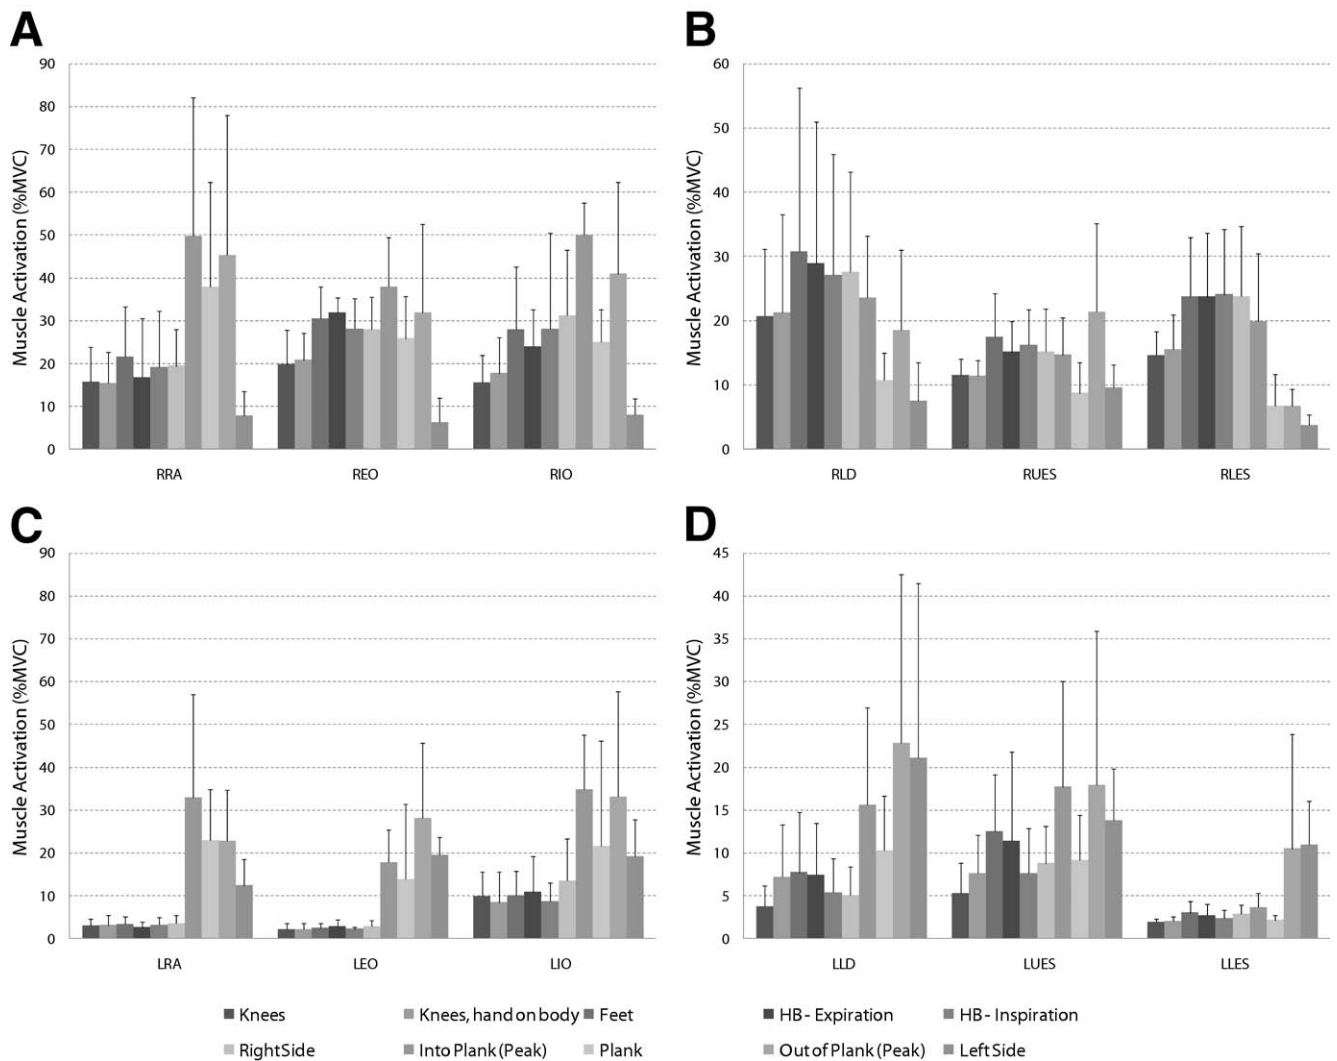 A
B
Muscle Activation (%MVC)
90
80
70
60
50
40
30
20
10
0
RRA
REO
RIO
Muscle Activation (%MVC)
60
50
40
30
20
10
0
RLD
RUES
RLES
C
D
Muscle Activation (%MVC)
90
80
70
60
50
40
30
20
10
0
LRA
LEO
LIO
Muscle Activation (%MVC)
45
40
35
30
25
20
15
10
5
0
LLD
LUES
LLES
Knees Knees, hand on body Feet HB - Expiration HB - Inspiration
Right Side Into Plank (Peak) Plank Out of Plank (Peak) Left Side